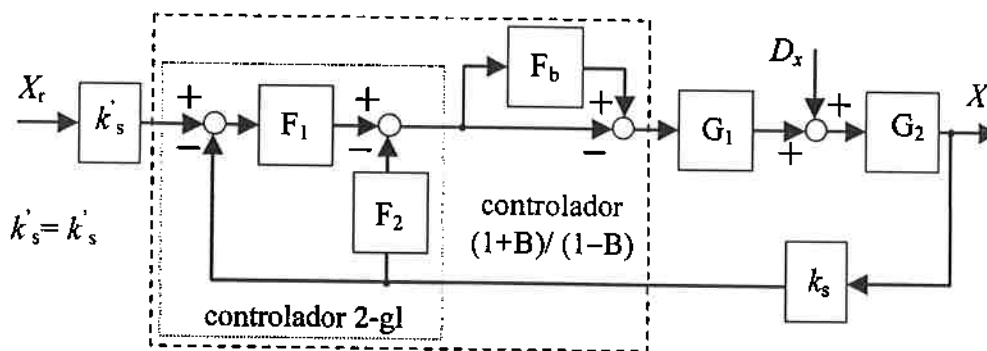 X_r
k'_s
F_1
F_2
F_b
G_1
D_x
G_2
X
k'_s = k'_s
controlador
(1+B)/ (1–B)
k_s
controlador 2-gl
+
−
+
−
+
−
+
+